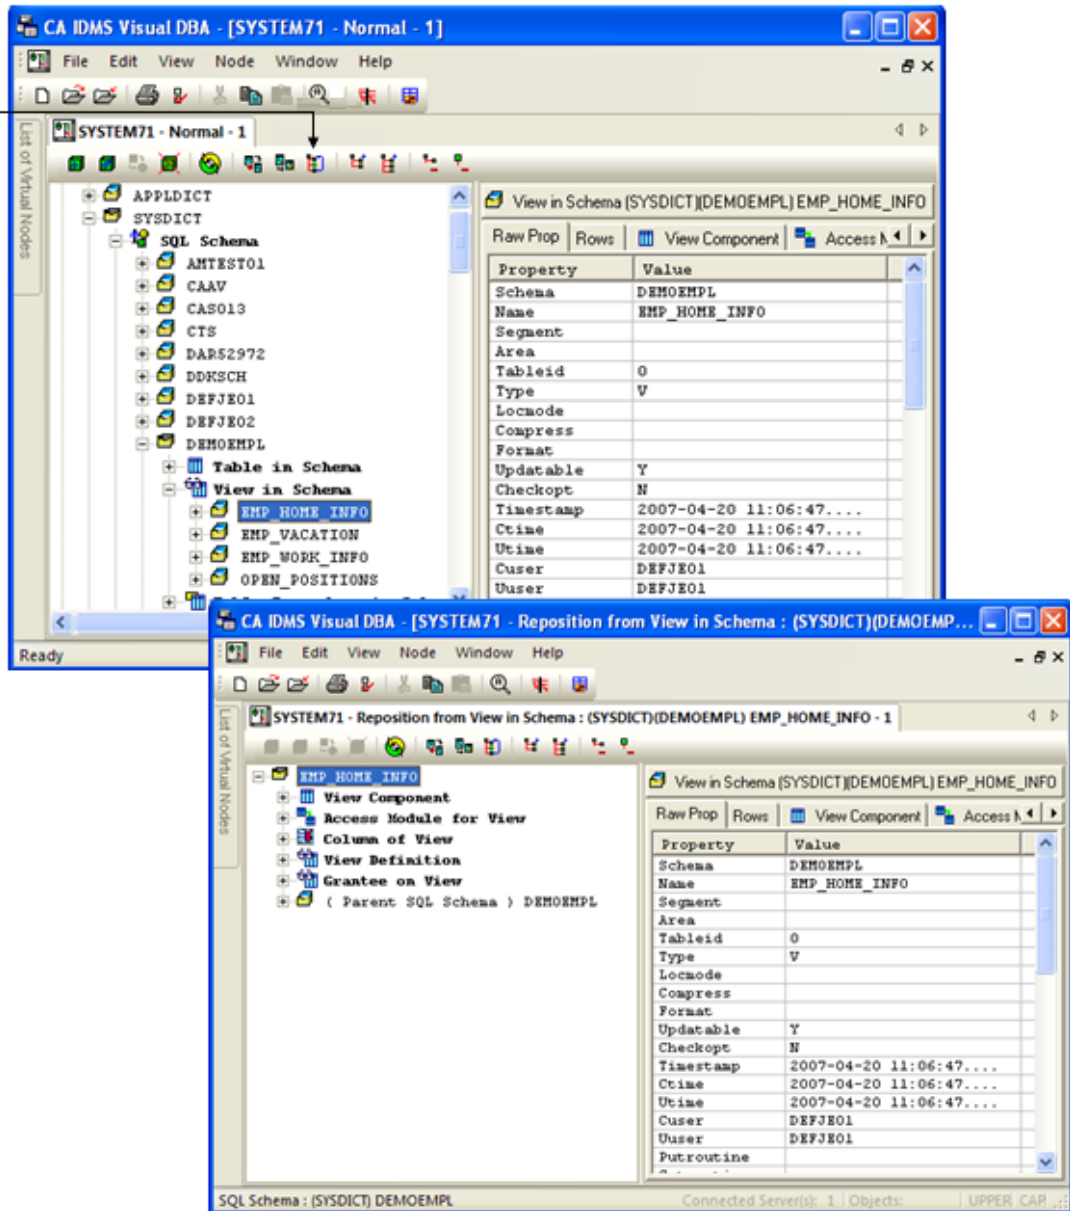 CA IDMS Visual DBA - [SYSTEM71 - Normal - 1]
File Edit View Node Window Help
List of Virtual Nodes
SYSTEM71 - Normal - 1
APPLDICT
SYSDICT
SQL Schema
AMTEST01
CAAV
CASO13
CTS
DARS2972
DDKSCH
DEFJE01
DEFJE02
DEMOEMPL
Table in Schema
View in Schema
EMP_HOME_INFO
EMP_VACATION
EMP_WORK_INFO
OPEN_POSITIONS
View in Schema (SYSDICT)(DEMOEMPL) EMP_HOME_INFO
Raw Prop Rows View Component Access
Property Value
Schema DEMOEMPL
Name EMP_HOME_INFO
Segment
Area
Tableid 0
Type V
Locmode
Compress
Format
Updatable Y
Checkopt N
Timestamp 2007-04-20 11:06:47....
Ctime 2007-04-20 11:06:47....
Utime 2007-04-20 11:06:47....
Cuser DEFJE01
Uuser DEFJE01
Ready
CA IDMS Visual DBA - [SYSTEM71 - Reposition from View in Schema : (SYSDICT)(DEMOEMP...
File Edit View Node Window Help
List of Virtual Nodes
SYSTEM71 - Reposition from View in Schema : (SYSDICT)(DEMOEMPL) EMP_HOME_INFO - 1
EMP_HOME_INFO
View Component
Access Module for View
Column of View
View Definition
Grantee on View
( Parent SQL Schema ) DEMOEMPL
View in Schema (SYSDICT)(DEMOEMPL) EMP_HOME_INFO
Raw Prop Rows View Component Access
Property Value
Schema DEMOEMPL
Name EMP_HOME_INFO
Segment
Area
Tableid 0
Type V
Locmode
Compress
Format
Updatable Y
Checkopt N
Timestamp 2007-04-20 11:06:47....
Ctime 2007-04-20 11:06:47....
Utime 2007-04-20 11:06:47....
Cuser DEFJE01
Uuser DEFJE01
Putroutine
SQL Schema : (SYSDICT) DEMOEMPL Connected Server(s): 1 Objects: UPPER CAP